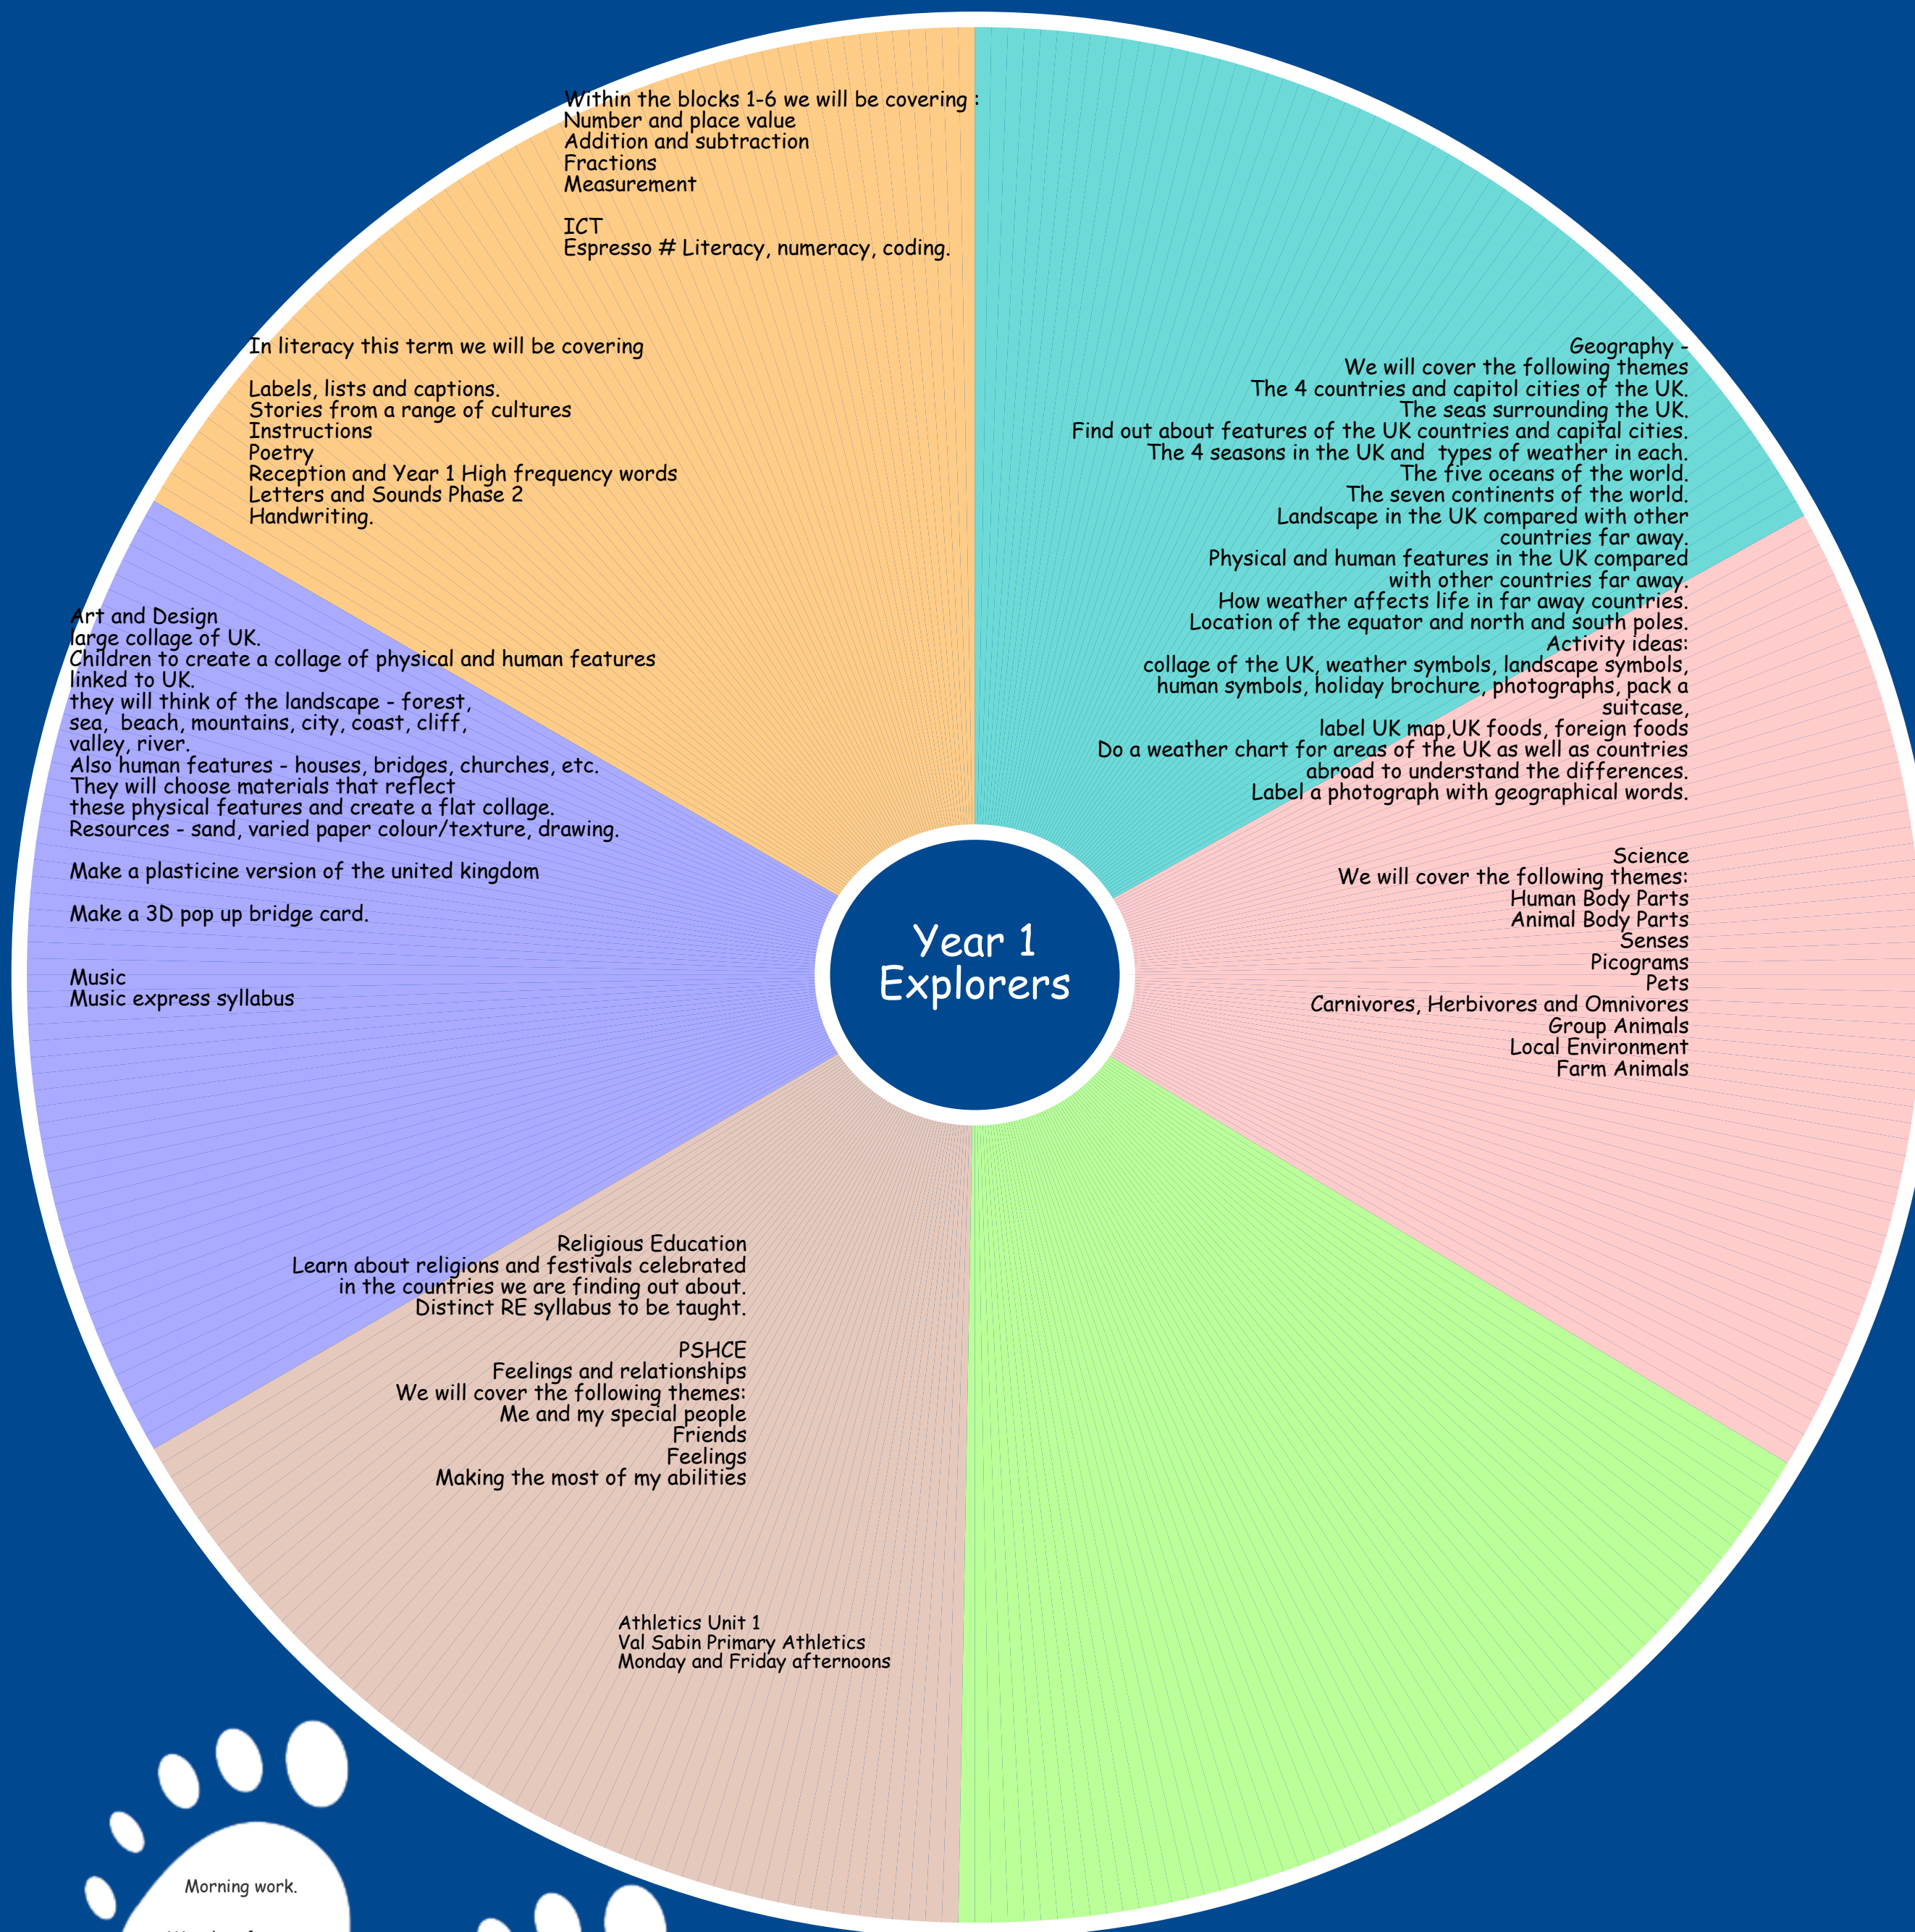 Within the blocks 1-6 we will be covering :
Number and place value
Addition and subtraction
Fractions
Measurement
ICT
Espresso # Literacy, numeracy, coding.
In literacy this term we will be covering
Labels, lists and captions.
Stories from a range of cultures
Instructions
Poetry
Reception and Year 1 High frequency words
Letters and Sounds Phase 2
Handwriting.
Geography -
We will cover the following themes
The 4 countries and capitol cities of the UK.
The seas surrounding the UK.
Find out about features of the UK countries and capital cities.
The 4 seasons in the UK and  types of weather in each.
The five oceans of the world.
The seven continents of the world.
Landscape in the UK compared with other
countries far away.
Physical and human features in the UK compared
with other countries far away.
How weather affects life in far away countries.
Location of the equator and north and south poles.
Activity ideas:
collage of the UK, weather symbols, landscape symbols,
human symbols, holiday brochure, photographs, pack a
suitcase,
label UK map,UK foods, foreign foods
Do a weather chart for areas of the UK as well as countries
abroad to understand the differences.
Label a photograph with geographical words.
Art and Design
large collage of UK.
Children to create a collage of physical and human features
linked to UK.
they will think of the landscape - forest,
sea,  beach, mountains, city, coast, cliff,
valley, river.
Also human features - houses, bridges, churches, etc.
They will choose materials that reflect
these physical features and create a flat collage.
Resources - sand, varied paper colour/texture, drawing.
Make a plasticine version of the united kingdom
Make a 3D pop up bridge card.
Music
Music express syllabus
Year 1
Explorers
Science
We will cover the following themes:
Human Body Parts
Animal Body Parts
Senses
Picograms
Pets
Carnivores, Herbivores and Omnivores
Group Animals
Local Environment
Farm Animals
Religious Education
Learn about religions and festivals celebrated
in the countries we are finding out about.
Distinct RE syllabus to be taught.
PSHCE
Feelings and relationships
We will cover the following themes:
Me and my special people
Friends
Feelings
Making the most of my abilities
Athletics Unit 1
Val Sabin Primary Athletics
Monday and Friday afternoons
Morning work.